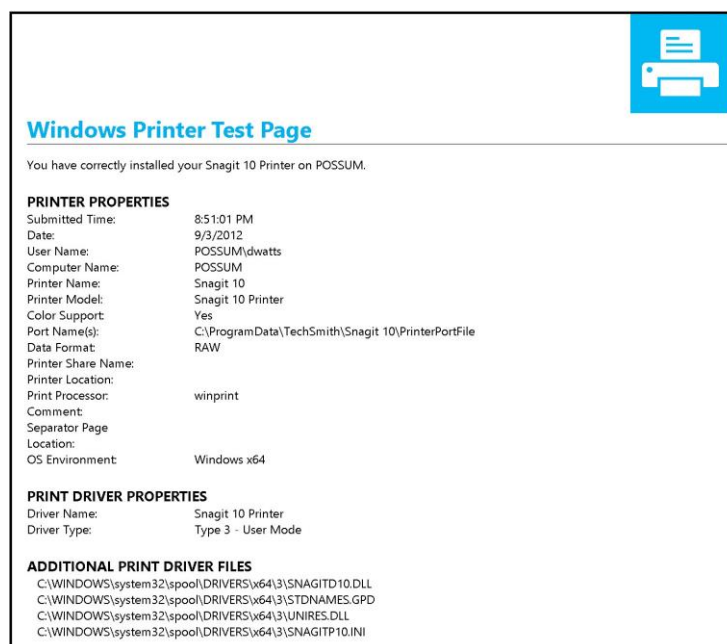 Windows Printer Test Page
You have correctly installed your Snagit 10 Printer on POSSUM.
PRINTER PROPERTIES
Submitted Time: 8:51:01 PM
Date: 9/3/2012
User Name: POSSUM\dwatts
Computer Name: POSSUM
Printer Name: Snagit 10
Printer Model: Snagit 10 Printer
Color Support: Yes
Port Name(s): C:\ProgramData\TechSmith\Snagit 10\PrinterPortFile
Data Format: RAW
Printer Share Name:
Printer Location:
Print Processor: winprint
Comment:
Separator Page
Location:
OS Environment: Windows x64
PRINT DRIVER PROPERTIES
Driver Name: Snagit 10 Printer
Driver Type: Type 3 - User Mode
ADDITIONAL PRINT DRIVER FILES
C:\WINDOWS\system32\spool\DRIVERS\x64\3\SNAGITD10.DLL
C:\WINDOWS\system32\spool\DRIVERS\x64\3\STDNAMES.GPD
C:\WINDOWS\system32\spool\DRIVERS\x64\3\UNIRES.DLL
C:\WINDOWS\system32\spool\DRIVERS\x64\3\SNAGITP10.INI